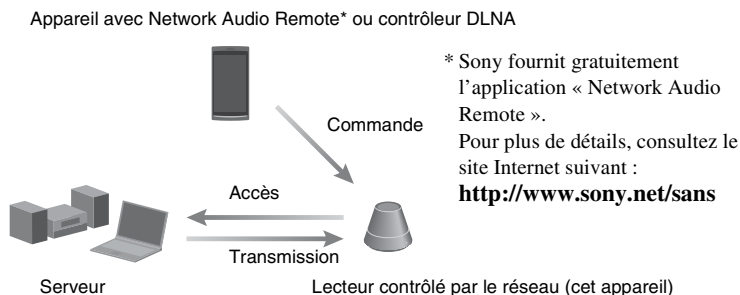 Appareil avec Network Audio Remote* ou contrôleur DLNA
* Sony fournit gratuitement
l’application « Network Audio
Remote ».
Pour plus de détails, consultez le
site Internet suivant :
http://www.sony.net/sans
Commande
Accès
Transmission
Serveur
Lecteur contrôlé par le réseau (cet appareil)